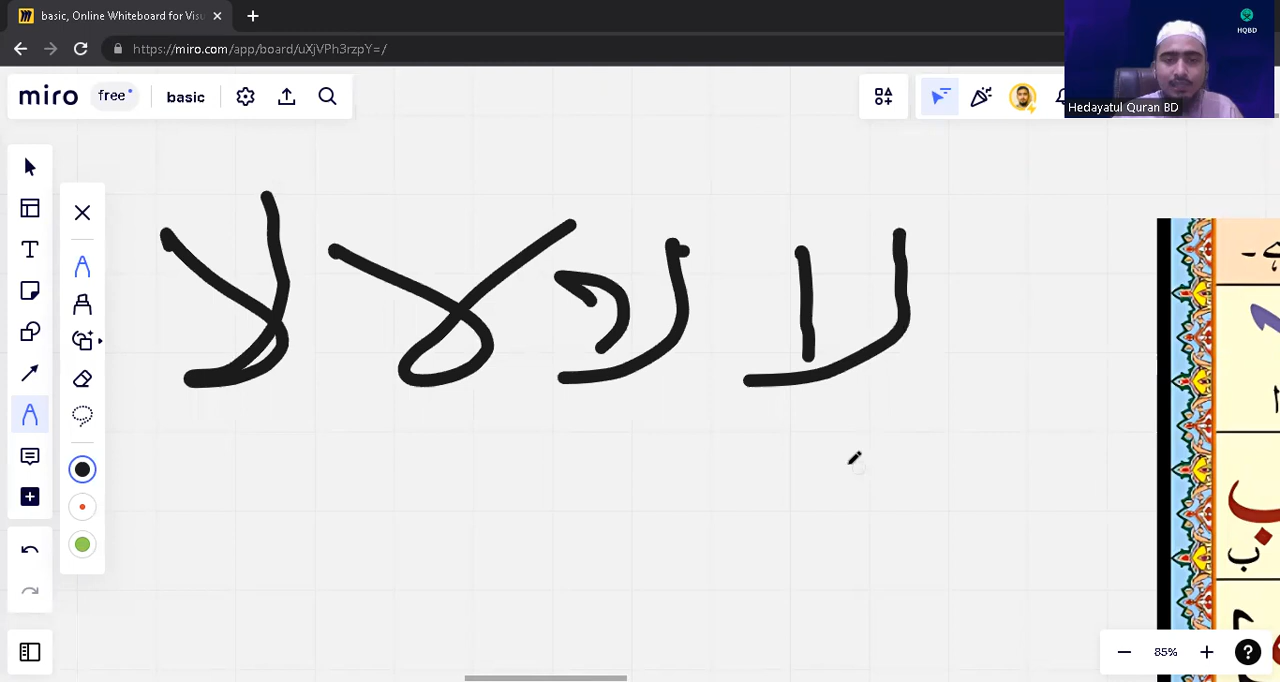 basic, Online Whiteboard for Visu
https://miro.com/app/board/uXjVPh3rzpY=/
HQBD
Hedayatul Quran BD
miro free basic
لا لا لا لا
ب
ب
85%